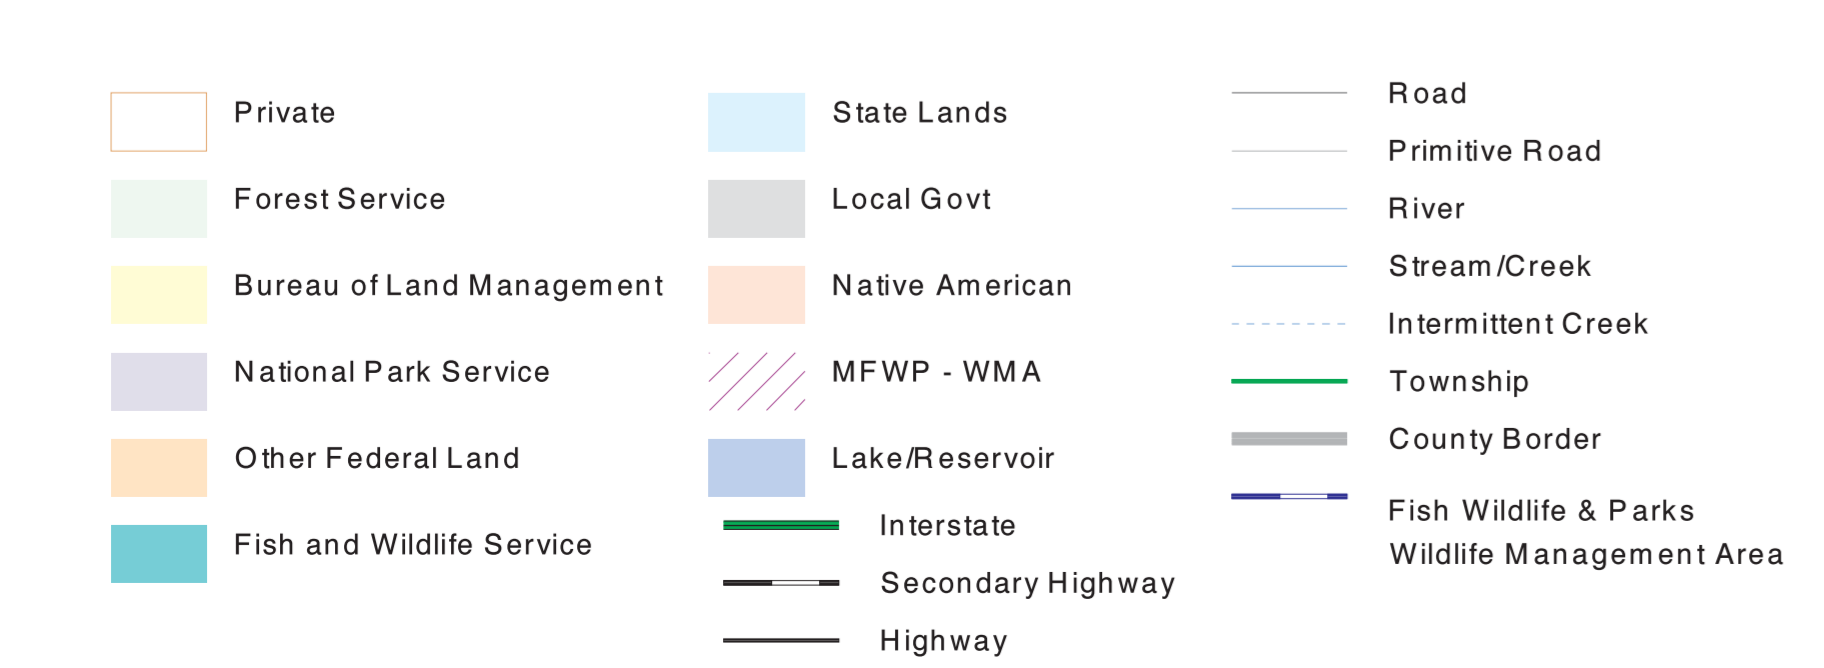 Private
Forest Service
Bureau of Land Management
National Park Service
Other Federal Land
Fish and Wildlife Service
State Lands
Local Govt
Native American
MFWP - WMA
Lake/Reservoir
Interstate
Secondary Highway
Highway
Road
Primitive Road
River
Stream/Creek
Intermittent Creek
Township
County Border
Fish Wildlife & Parks
Wildlife Management Area